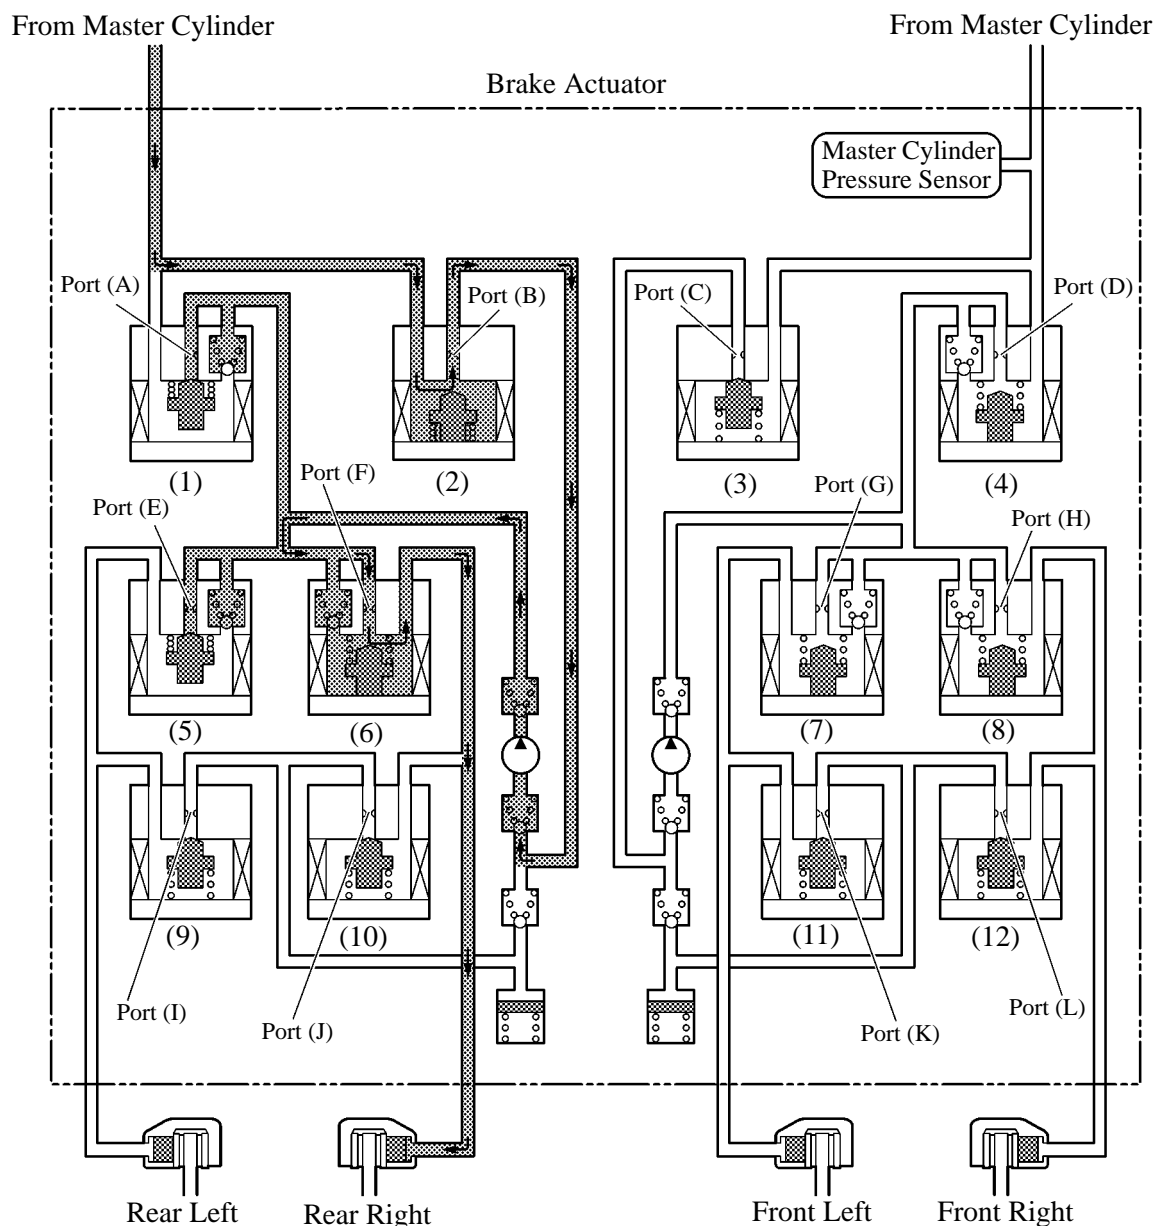 From Master Cylinder
From Master Cylinder
Brake Actuator
Master Cylinder
Pressure Sensor
Port (A)
Port (B)
Port (C)
Port (D)
(1)
(2)
(3)
(4)
Port (E)
Port (F)
Port (G)
Port (H)
(5)
(6)
(7)
(8)
(9)
(10)
(11)
(12)
Port (I)
Port (J)
Port (K)
Port (L)
Rear Left
Rear Right
Front Left
Front Right